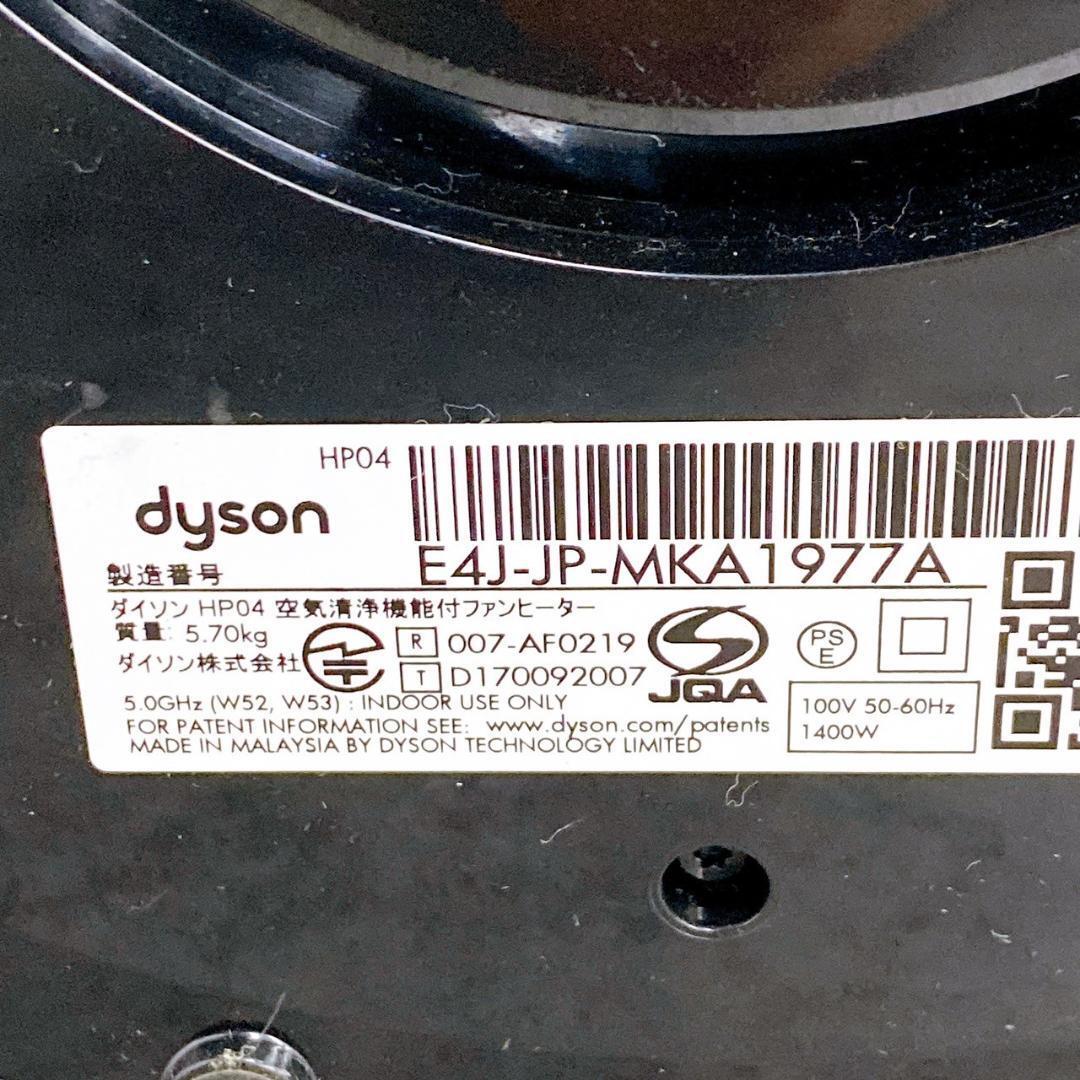 HP04
dyson
製造番号 E4J-JP-MKA1977A
ダイソン HP04 空気清浄機能付ファンヒーター
質量: 5.70kg
ダイソン株式会社
R 007-AF0219
T D170092007
JQA
PS
E
5.0GHz (W52, W53) : INDOOR USE ONLY
FOR PATENT INFORMATION SEE: www.dyson.com/patents
MADE IN MALAYSIA BY DYSON TECHNOLOGY LIMITED
100V 50-60Hz
1400W